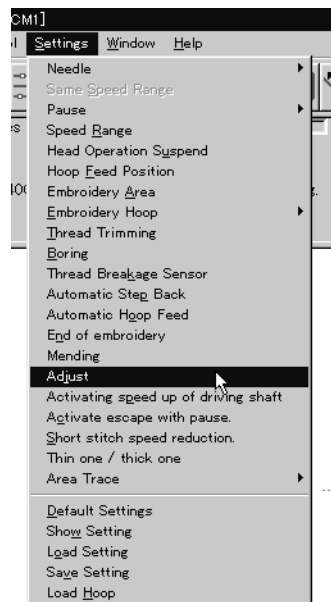 CM1]
Settings Window Help
Needle
Same Speed Range
Pause
Speed Range
Head Operation Suspend
Hoop Feed Position
Embroidery Area
Embroidery Hoop
Thread Trimming
Boring
Thread Breakage Sensor
Automatic Step Back
Automatic Hoop Feed
End of embroidery
Mending
Adjust
Activating speed up of driving shaft
Activate escape with pause.
Short stitch speed reduction.
Thin one / thick one
Area Trace
Default Settings
Show Setting
Load Setting
Save Setting
Load Hoop